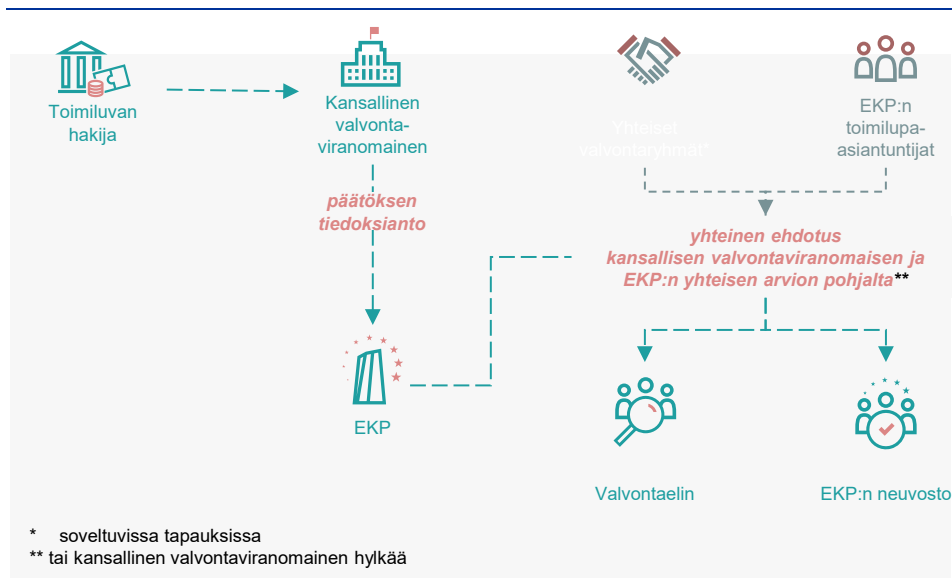 Toimiluvan
hakija
Kansallinen
valvonta-
viranomainen
Yhteiset
valvontaryhmät*
EKP:n
toimilupa-
asiantuntijat
päätöksen
tiedoksianto
yhteinen ehdotus
kansallisen valvontaviranomaisen ja
EKP:n yhteisen arvion pohjalta**
EKP
Valvontaelin
EKP:n neuvosto
* soveltuvissa tapauksissa
** tai kansallinen valvontaviranomainen hylkää